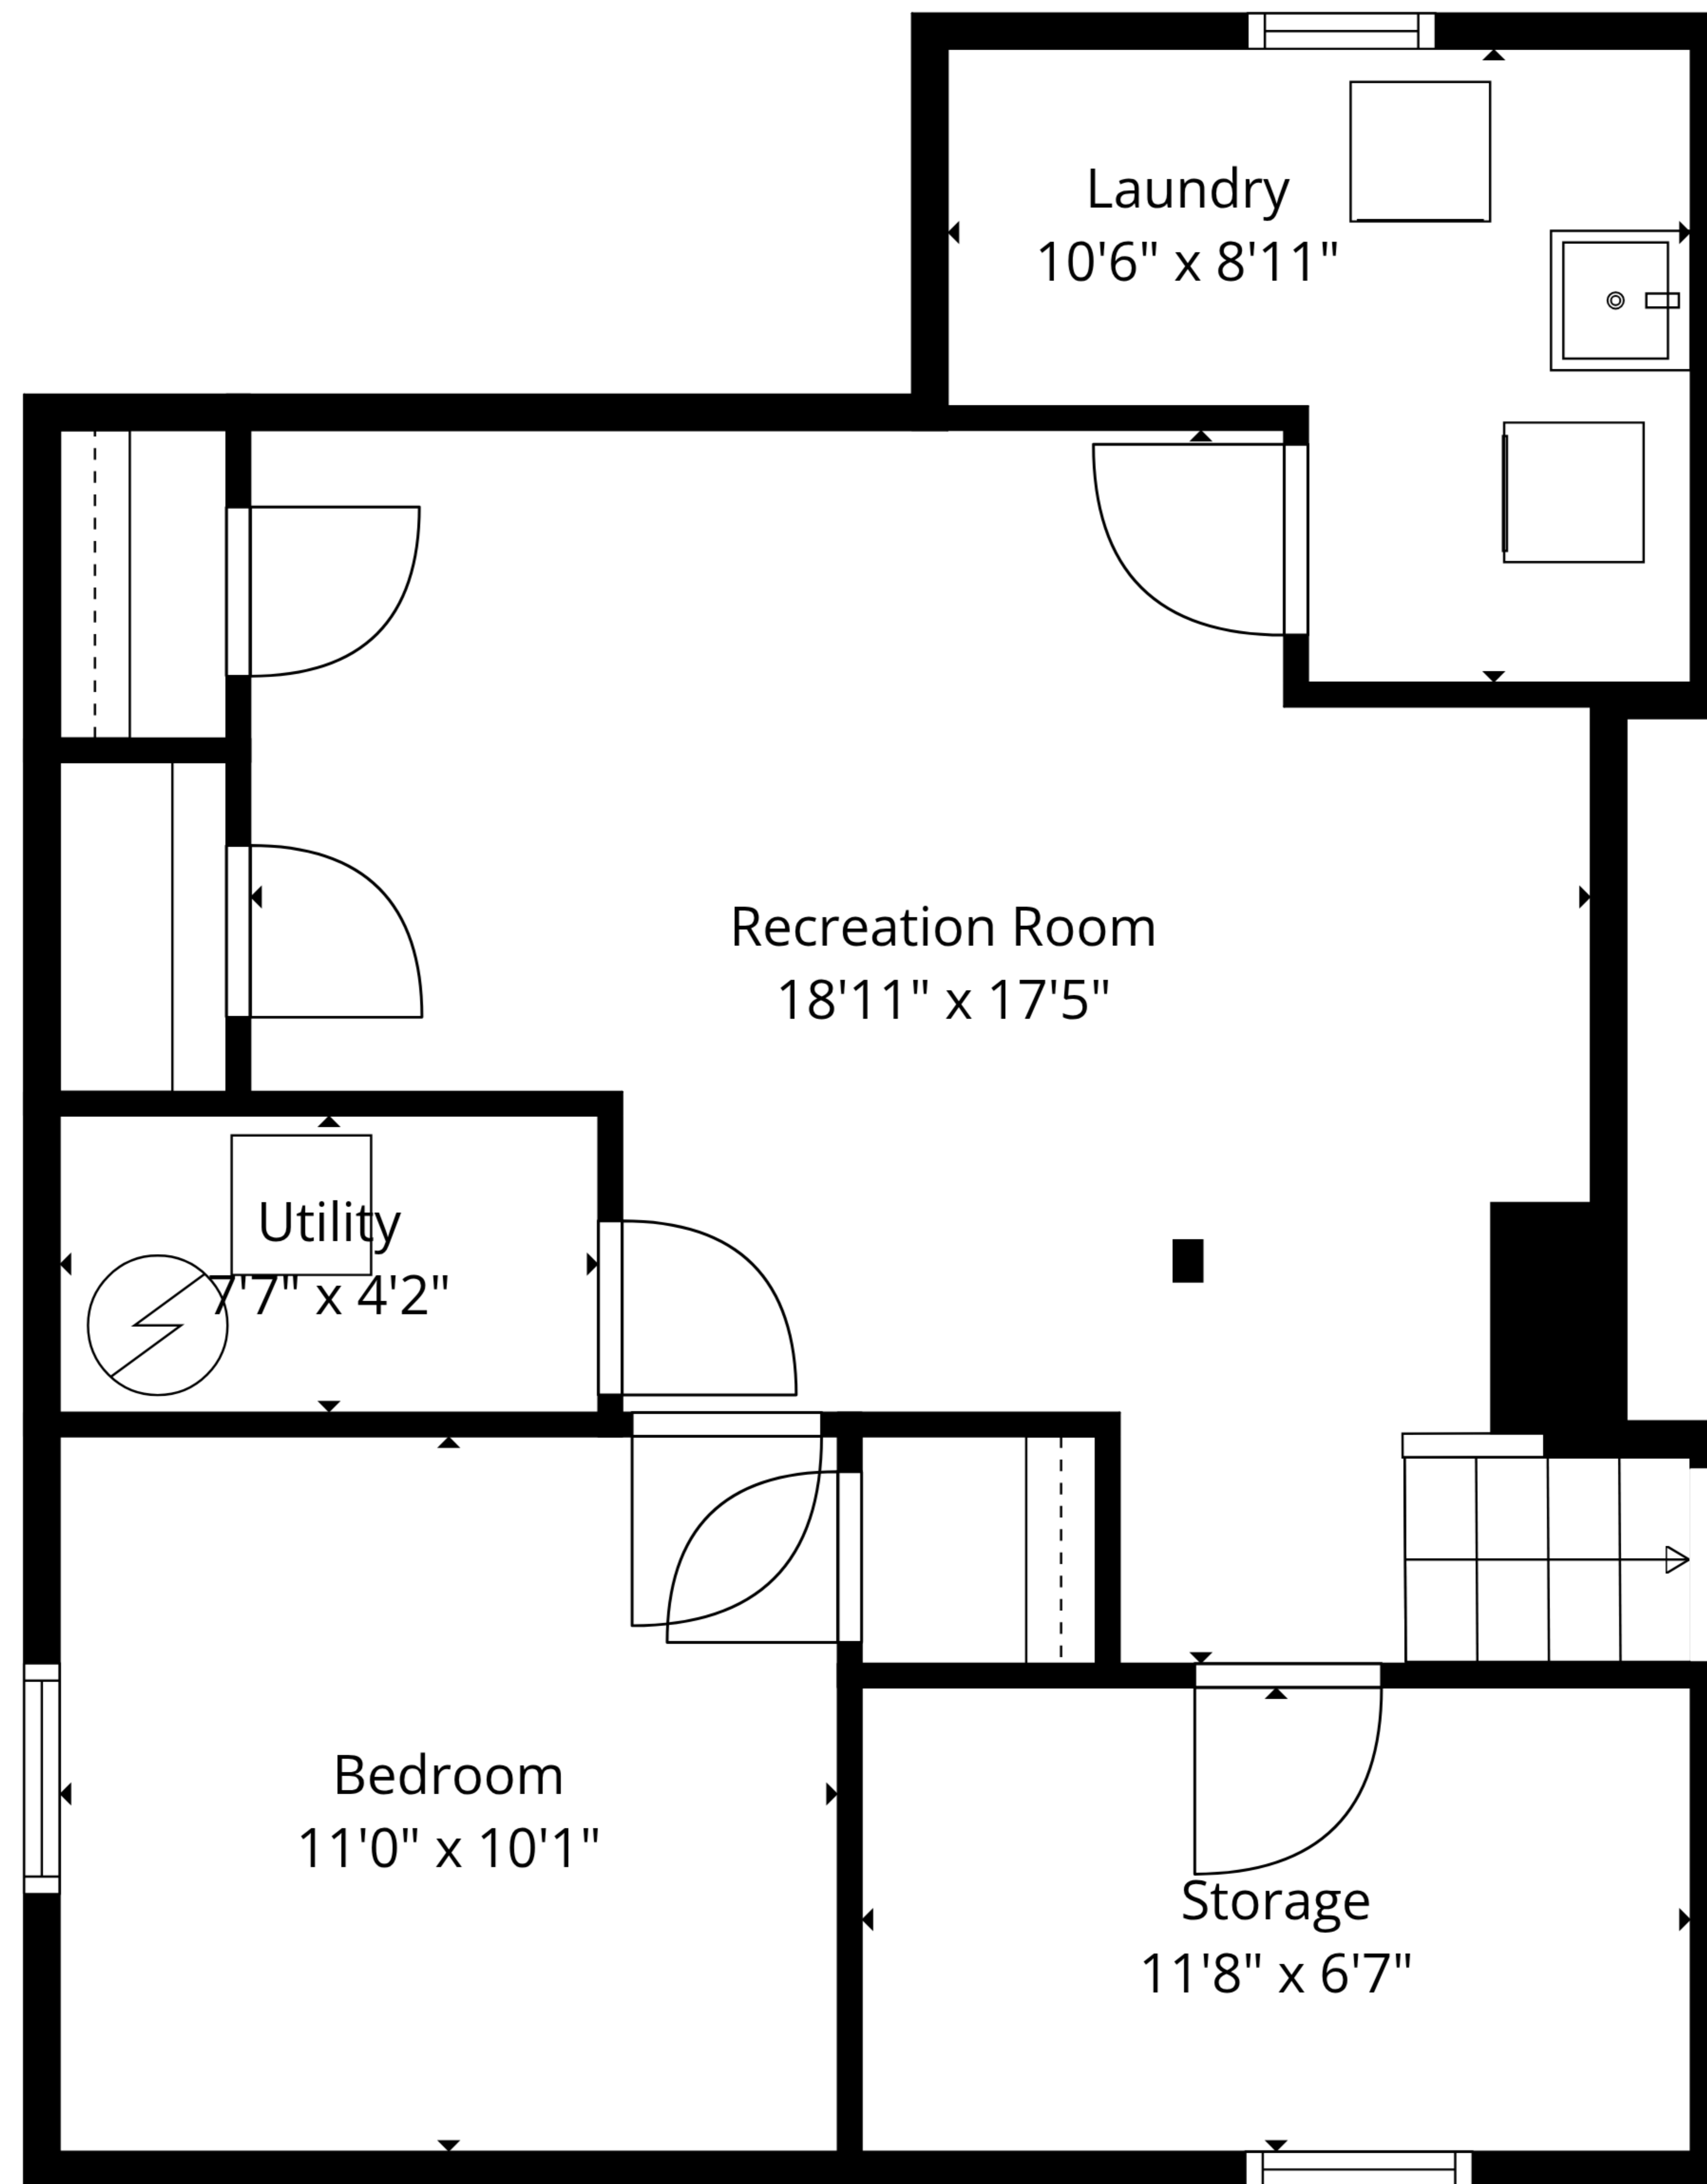 Laundry
10'6" x 8'11"
Recreation Room
18'11" x 17'5"
Utility
7'7" x 4'2"
Bedroom
11'0" x 10'1"
Storage
11'8" x 6'7"